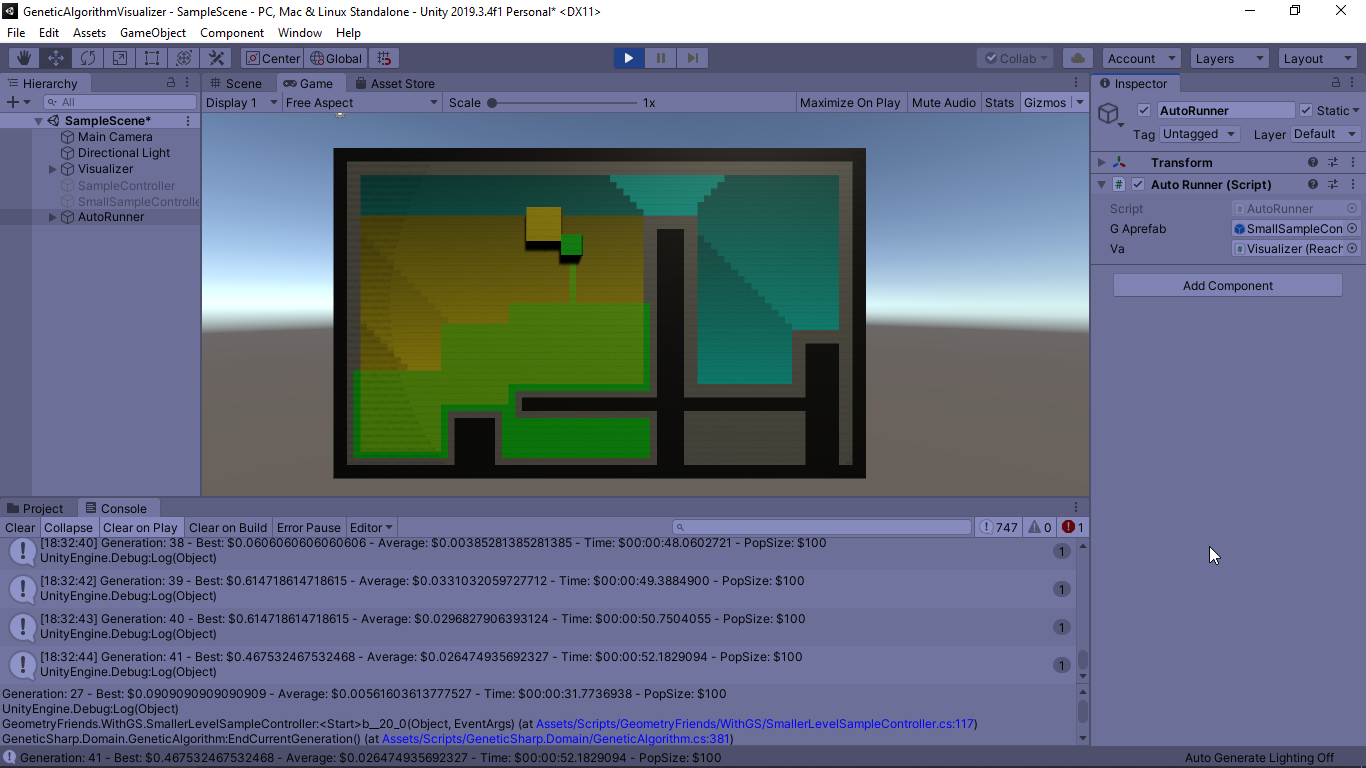 GeneticAlgorithmVisualizer - SampleScene - PC, Mac & Linux Standalone - Unity 2019.3.4f1 Personal* <DX11>
File Edit Assets GameObject Component Window Help
Center Global Collab Account Layers Layout
Hierarchy Scene Game Asset Store Inspector
All Display 1 Free Aspect Scale 1x Maximize On Play Mute Audio Stats Gizmos
SampleScene*
Main Camera
Directional Light
Visualizer
SampleController
SmallSampleControlle
AutoRunner
AutoRunner Static
Tag Untagged Layer Default
Transform
# Auto Runner (Script)
Script # AutoRunner
G Aprefab SmallSampleCon
Va # Visualizer (Reach
Add Component
Project Console
Clear Collapse Clear on Play Clear on Build Error Pause Editor 747 0 1
[18:32:40] Generation: 38 - Best: $0.0606060606060606 - Average: $0.00385281385281385 - Time: $00:00:48.0602721 - PopSize: $100
UnityEngine.Debug:Log(Object) 1
[18:32:42] Generation: 39 - Best: $0.614718614718615 - Average: $0.0331032059727712 - Time: $00:00:49.3884900 - PopSize: $100
UnityEngine.Debug:Log(Object) 1
[18:32:43] Generation: 40 - Best: $0.614718614718615 - Average: $0.0296827906393124 - Time: $00:00:50.7504055 - PopSize: $100
UnityEngine.Debug:Log(Object) 1
[18:32:44] Generation: 41 - Best: $0.467532467532468 - Average: $0.026474935692327 - Time: $00:00:52.1829094 - PopSize: $100
UnityEngine.Debug:Log(Object) 1
Generation: 27 - Best: $0.0909090909090909 - Average: $0.00561603613777527 - Time: $00:00:31.7736938 - PopSize: $100
UnityEngine.Debug:Log(Object)
GeometryFriends.WithGS.SmallerLevelSampleController:<Start>b__20_0(Object, EventArgs) (at Assets/Scripts/GeometryFriends/WithGS/SmallerLevelSampleController.cs:117)
GeneticSharp.Domain.GeneticAlgorithm:EndCurrentGeneration() (at Assets/Scripts/GeneticSharp.Domain/GeneticAlgorithm.cs:381)
Generation: 41 - Best: $0.467532467532468 - Average: $0.026474935692327 - Time: $00:00:52.1829094 - PopSize: $100 Auto Generate Lighting Off